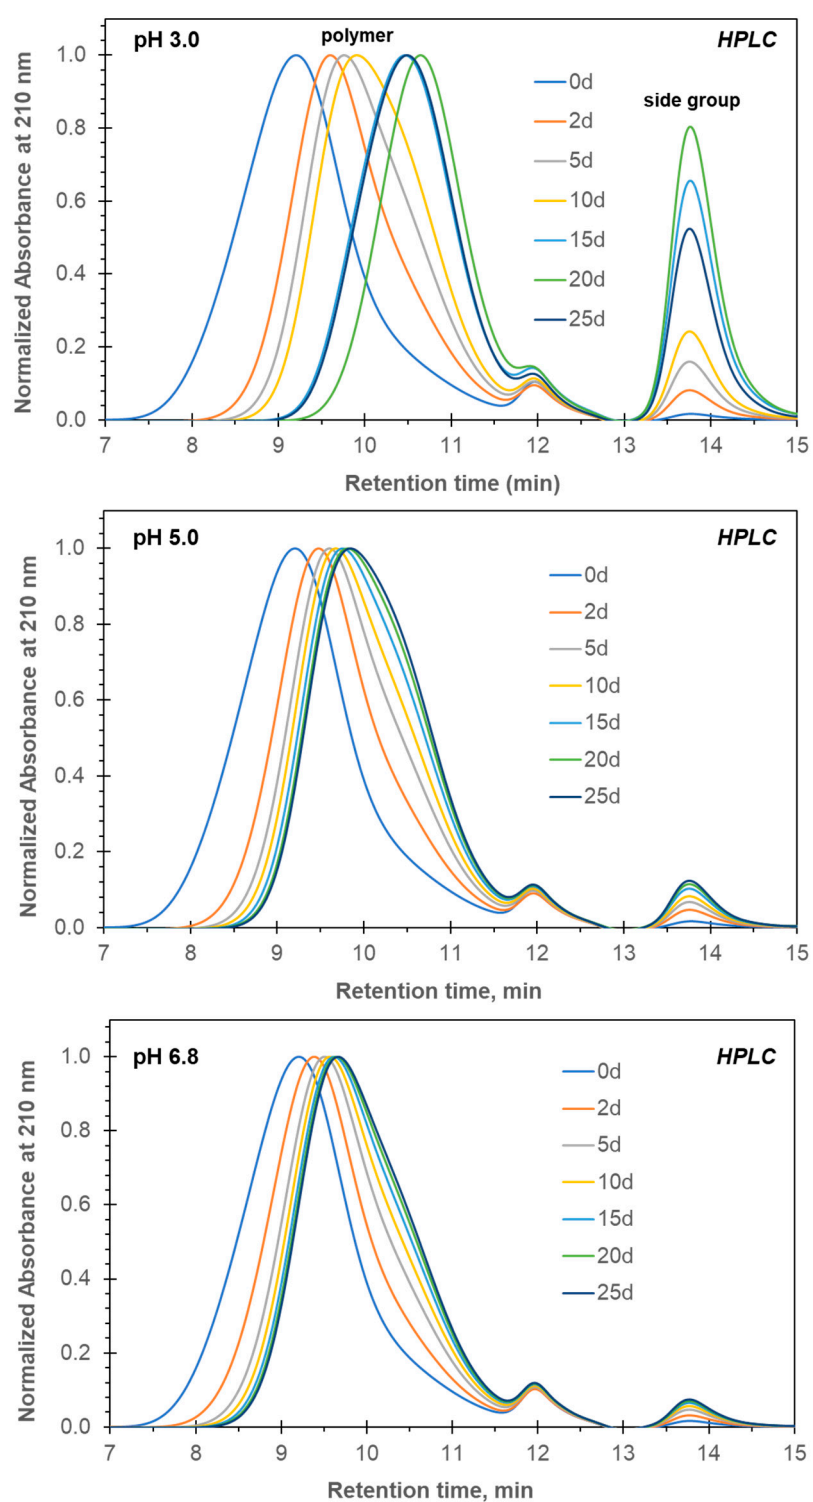 pH 3.0
polymer
HPLC
side group
0d
2d
5d
10d
15d
20d
25d
Normalized Absorbance at 210 nm
1.0
0.8
0.6
0.4
0.2
0.0
7 8 9 10 11 12 13 14 15
Retention time (min)
pH 5.0
HPLC
0d
2d
5d
10d
15d
20d
25d
Normalized Absorbance at 210 nm
1.0
0.8
0.6
0.4
0.2
0.0
7 8 9 10 11 12 13 14 15
Retention time, min
pH 6.8
HPLC
0d
2d
5d
10d
15d
20d
25d
Normalized Absorbance at 210 nm
1.0
0.8
0.6
0.4
0.2
0.0
7 8 9 10 11 12 13 14 15
Retention time, min